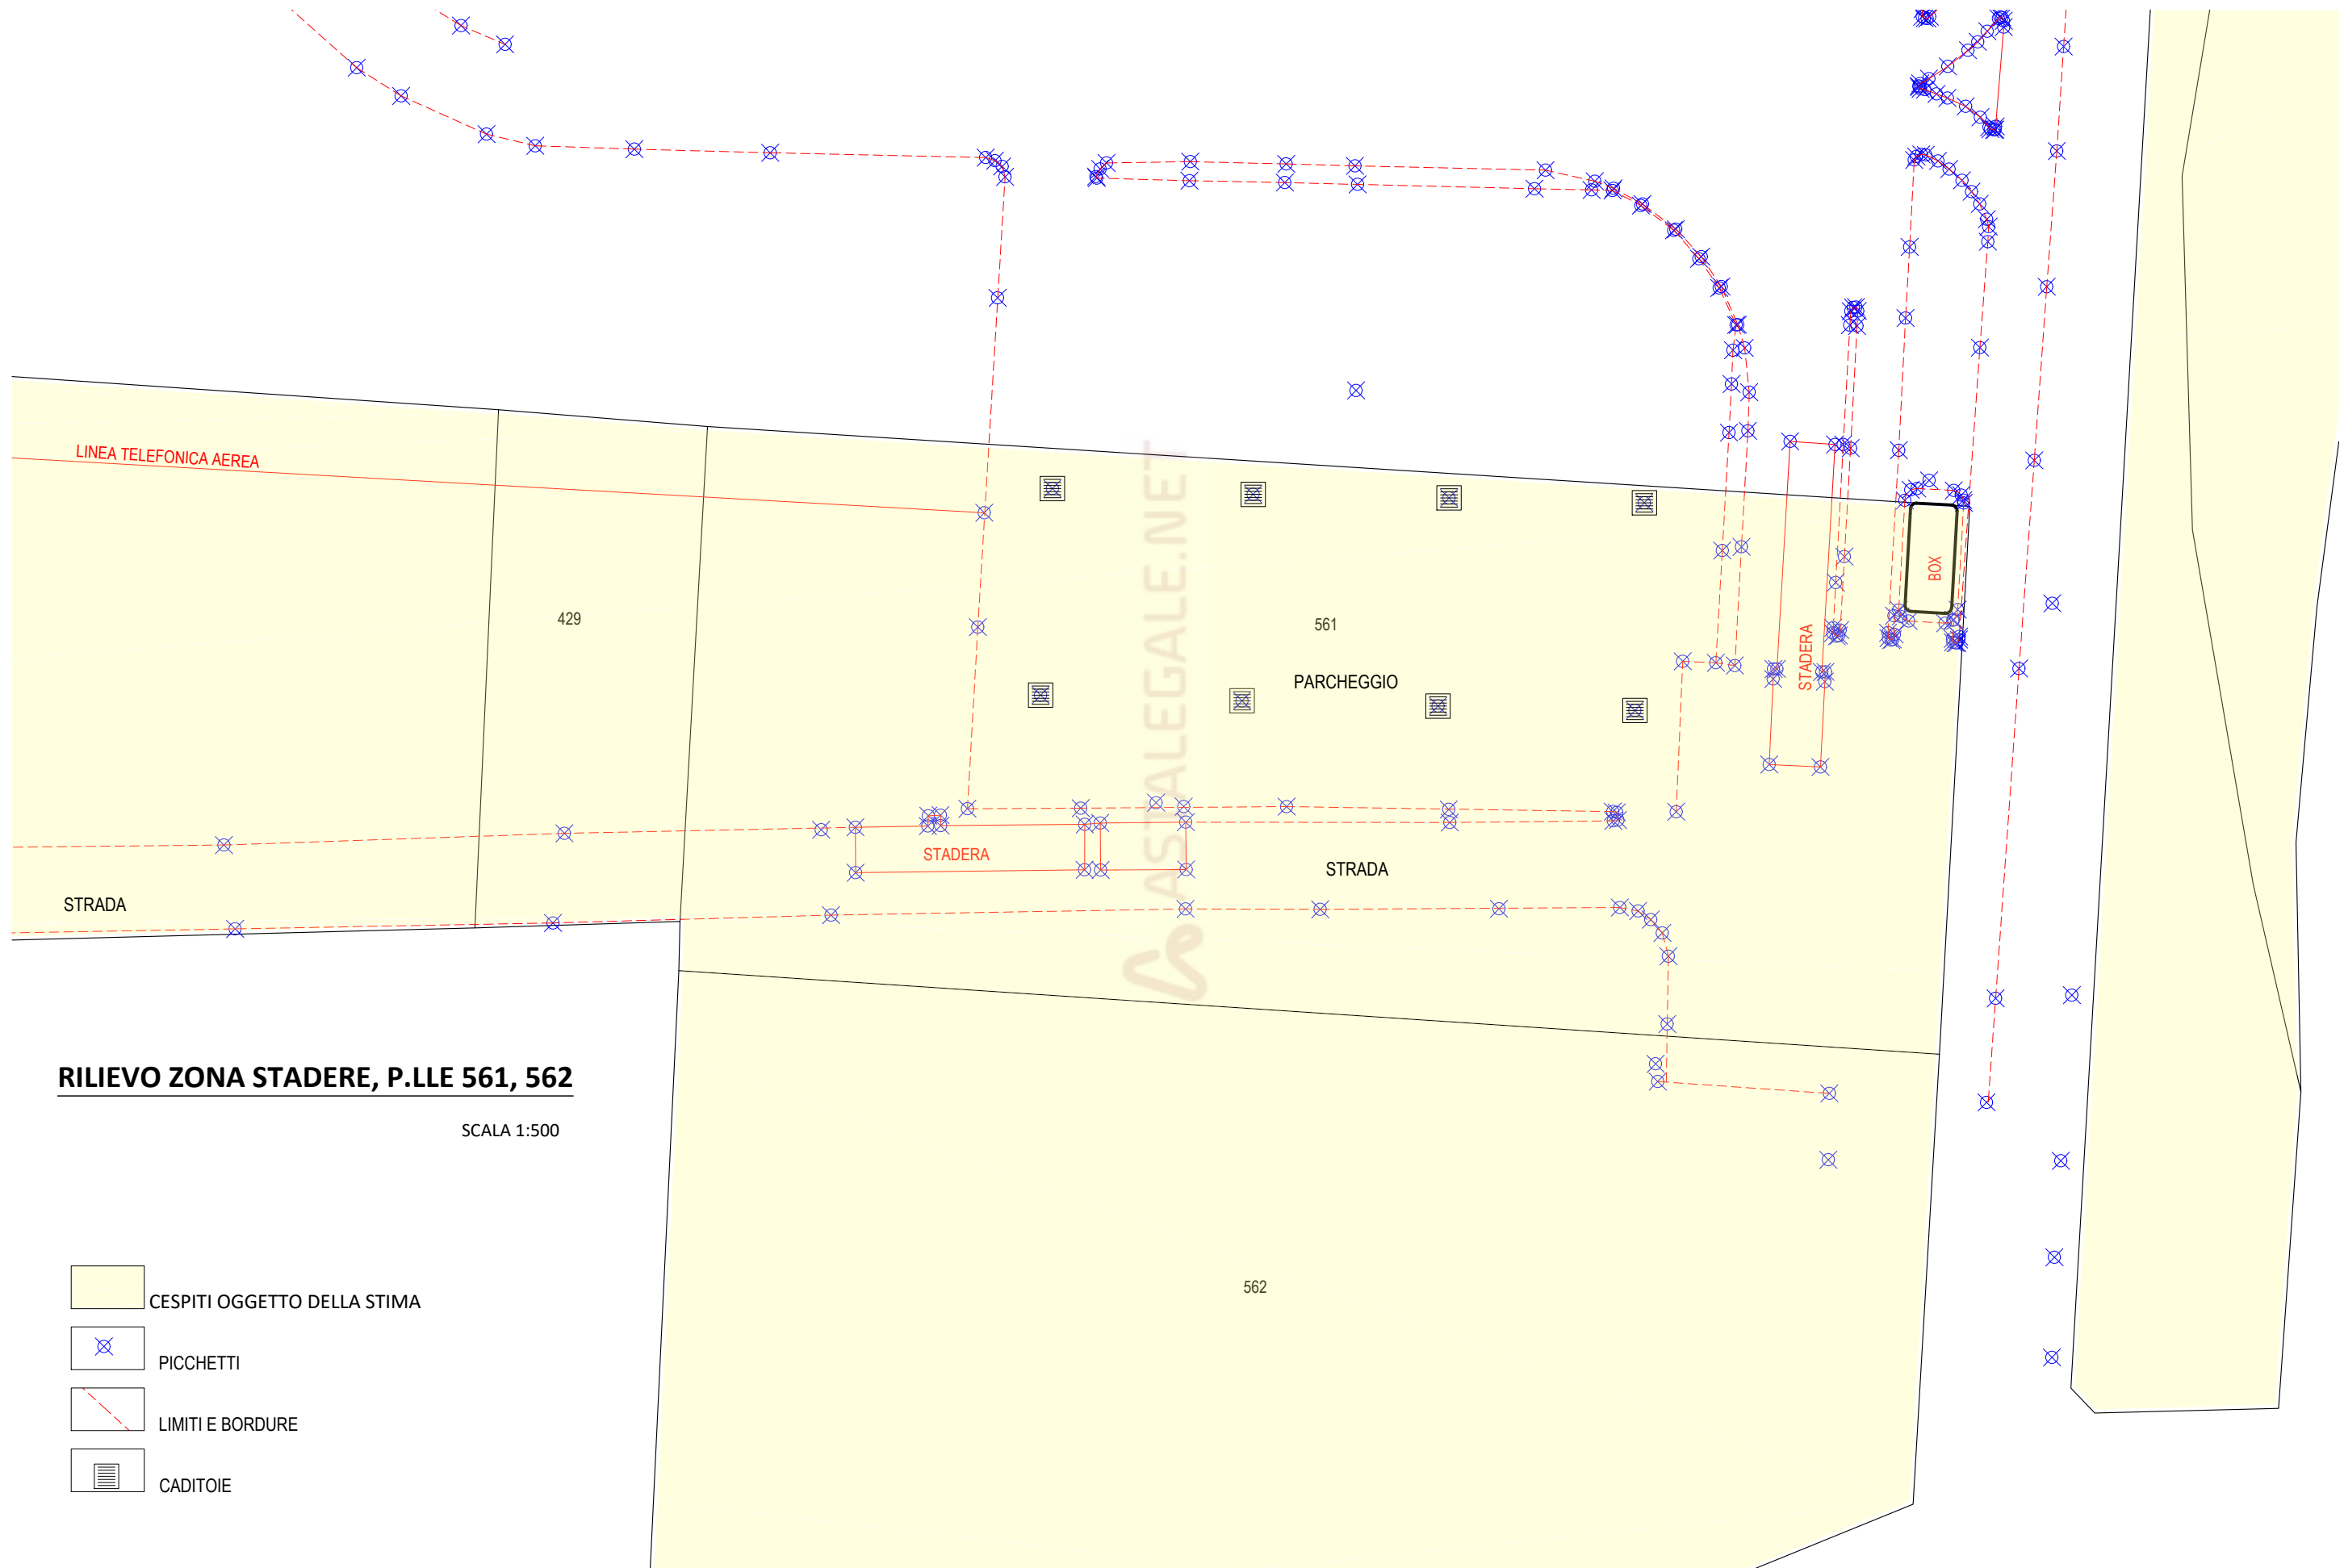 LINEA TELEFONICA AEREA
429
561
PARCHEGGIO
STADERA
BOX
STADERA
STRADA
STRADA
ASTALEGALE.NET
RILIEVO ZONA STADERE, P.LLE 561, 562
SCALA 1:500
562
CESPITI OGGETTO DELLA STIMA
PICCHETTI
LIMITI E BORDURE
CADITOIE